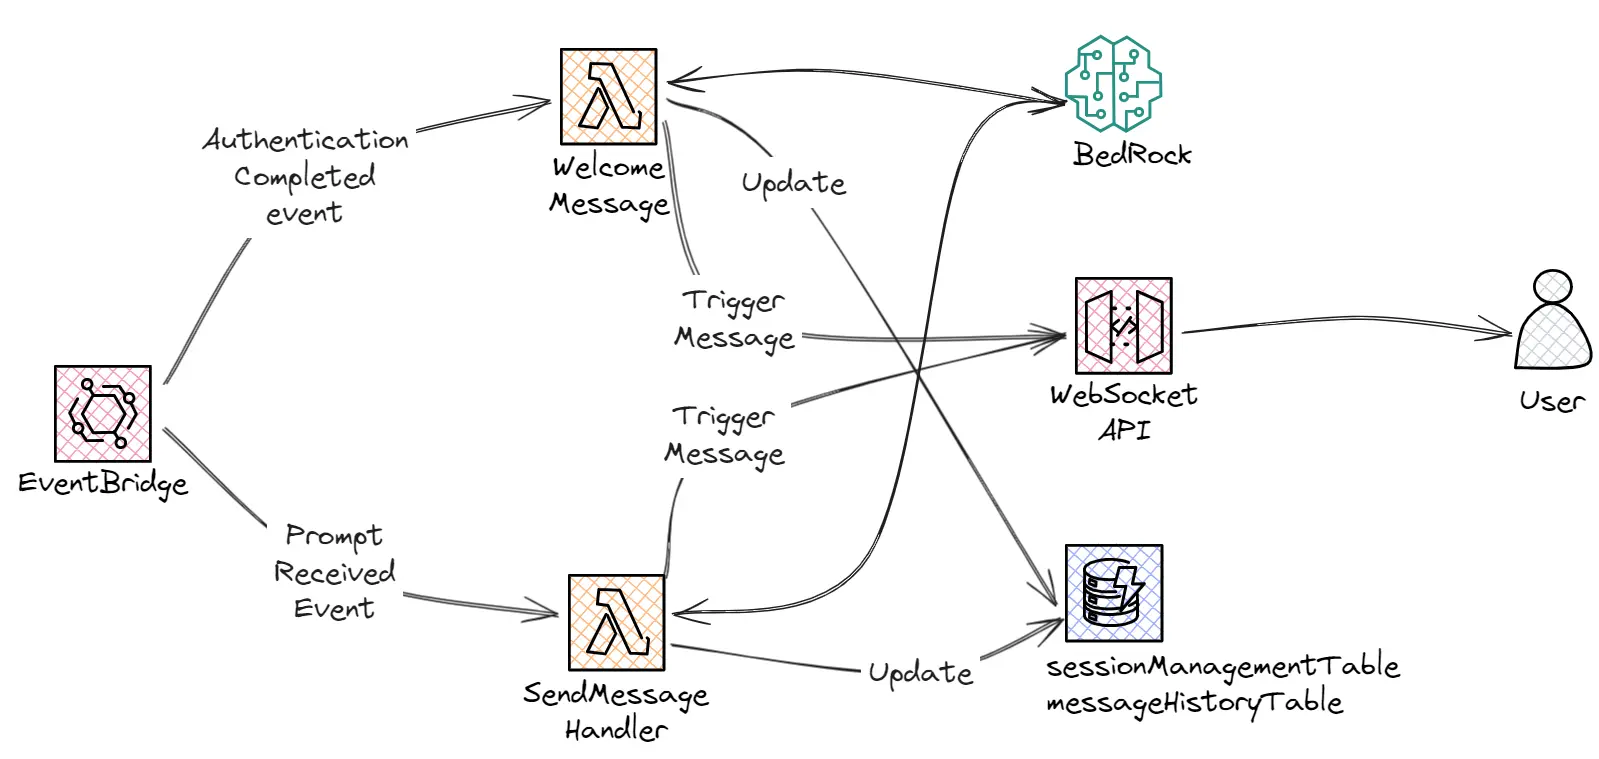 Authentication
Completed
event
Welcome
Message
Update
BedRock
Trigger
Message
WebSocket
API
User
Trigger
Message
EventBridge
Prompt
Received
Event
SendMessage
Handler
Update
sessionManagementTable
messageHistoryTable